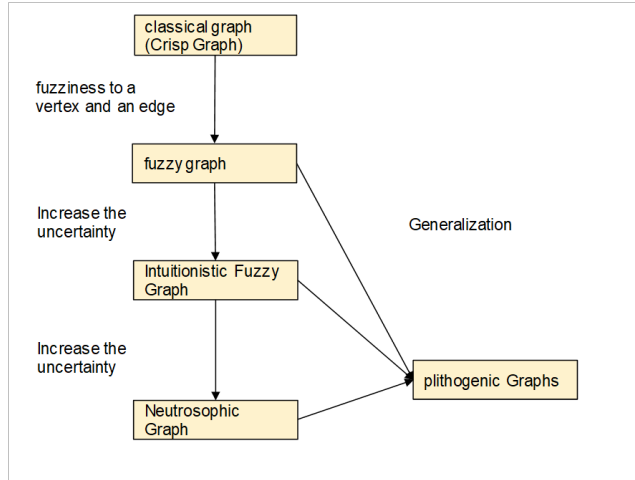 classical graph
(Crisp Graph)
fuzziness to a
vertex and an edge
fuzzy graph
Increase the
uncertainty
Generalization
Intuitionistic Fuzzy
Graph
Increase the
uncertainty
plithogenic Graphs
Neutrosophic
Graph